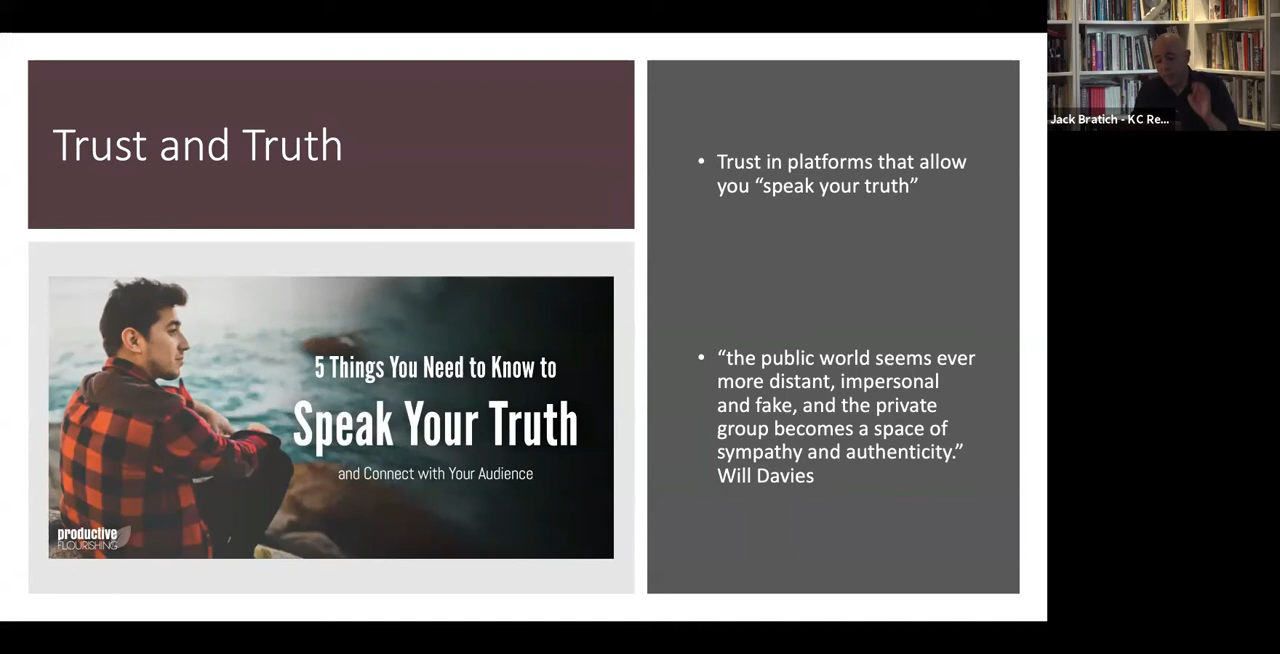 Trust and Truth
5 Things You Need to Know to
Speak Your Truth
and Connect with Your Audience
productive
FLOURISHING
• Trust in platforms that allow
you “speak your truth”
• “the public world seems ever
more distant, impersonal
and fake, and the private
group becomes a space of
sympathy and authenticity.”
Will Davies
Jack Bratich - KC Re...